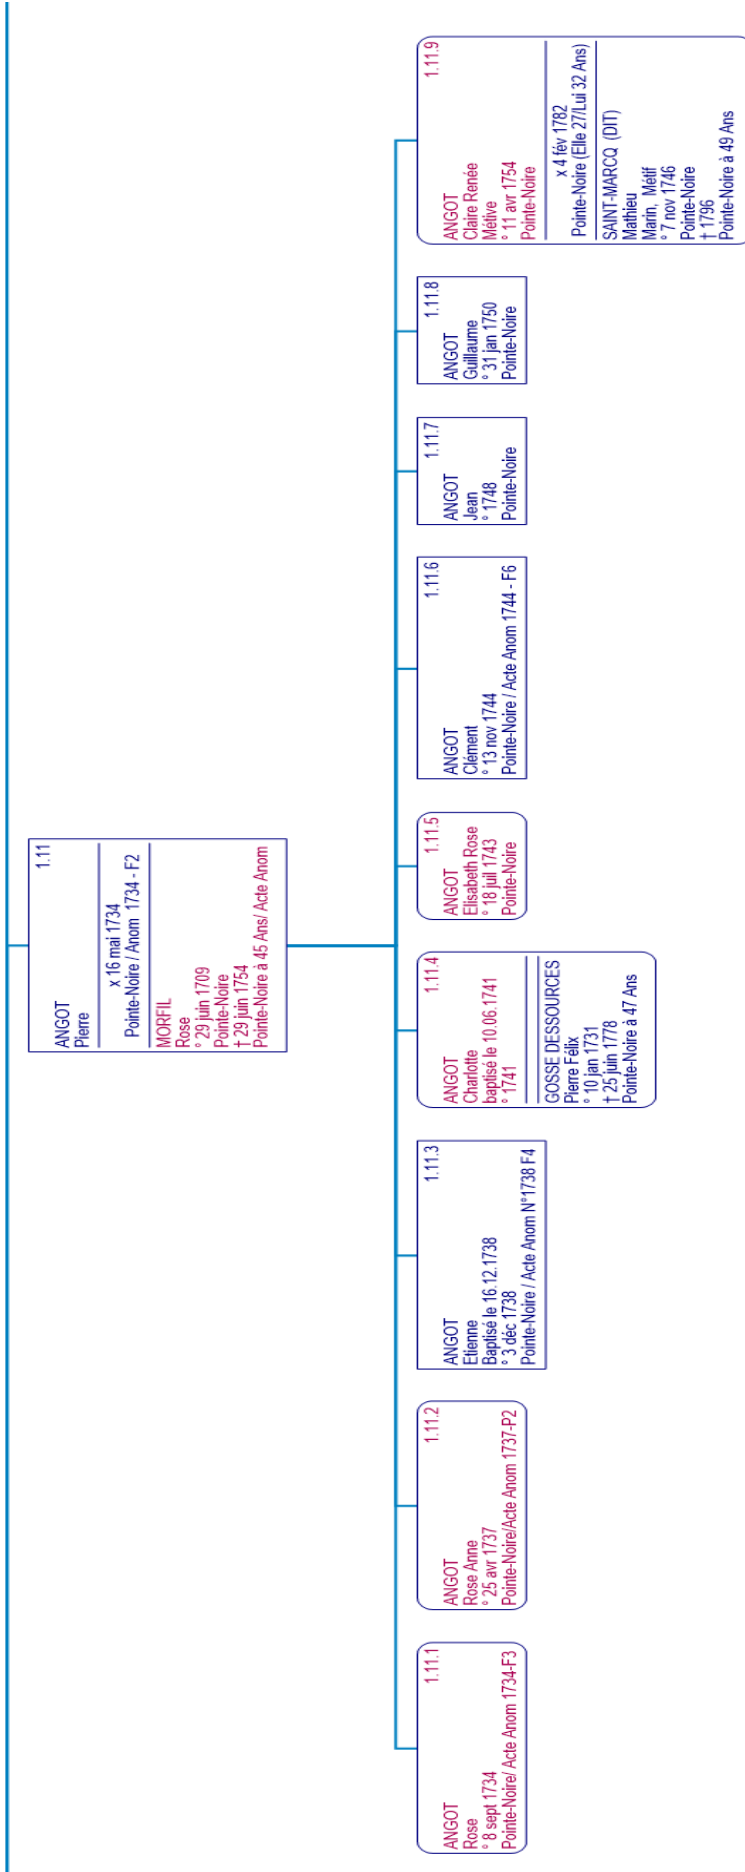 1.11
ANGOT
Pierre
x 16 mai 1734
Pointe-Noire / Anom 1734 - F2
MORFIL
Rose
° 29 juin 1709
Pointe-Noire
† 29 juin 1754
Pointe-Noire à 45 Ans/ Acte Anom
1.11.1
ANGOT
Rose
° 8 sept 1734
Pointe-Noire/ Acte Anom 1734-F3
1.11.2
ANGOT
Rose Anne
° 25 avr 1737
Pointe-Noire/Acte Anom 1737-P2
1.11.3
ANGOT
Etienne
Baptisé le 16.12.1738
° 3 déc 1738
Pointe-Noire / Acte Anom N°1738 F4
1.11.4
ANGOT
Charlotte
baptisé le 10.06.1741
° 1741
GOSSE DESSOURCES
Pierre Félix
° 10 jan 1731
† 25 juin 1778
Pointe-Noire à 47 Ans
1.11.5
ANGOT
Elisabeth Rose
° 18 juil 1743
Pointe-Noire
1.11.6
ANGOT
Clément
° 13 nov 1744
Pointe-Noire / Acte Anom 1744 - F6
1.11.7
ANGOT
Jean
° 1748
Pointe-Noire
1.11.8
ANGOT
Guillaume
° 31 jan 1750
Pointe-Noire
1.11.9
ANGOT
Claire Renée
Métive
° 11 avr 1754
Pointe-Noire
x 4 fév 1782
Pointe-Noire (Elle 27/Lui 32 Ans)
SAINT-MARCQ (DIT)
Mathieu
Marin, Métif
° 7 nov 1746
Pointe-Noire
† 1796
Pointe-Noire à 49 Ans